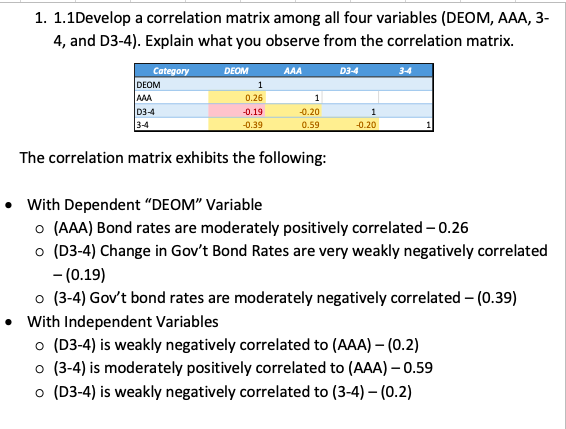 1. 1.1Develop a correlation matrix among all four variables (DEOM, AAA, 3-
4, and D3-4). Explain what you observe from the correlation matrix.
Category DEOM AAA D3-4 3-4
DEOM 1
AAA 0.26 1
D3-4 -0.19 -0.20 1
3-4 -0.39 0.59 -0.20 1
The correlation matrix exhibits the following:
• With Dependent “DEOM” Variable
o (AAA) Bond rates are moderately positively correlated – 0.26
o (D3-4) Change in Gov’t Bond Rates are very weakly negatively correlated
– (0.19)
o (3-4) Gov’t bond rates are moderately negatively correlated – (0.39)
• With Independent Variables
o (D3-4) is weakly negatively correlated to (AAA) – (0.2)
o (3-4) is moderately positively correlated to (AAA) – 0.59
o (D3-4) is weakly negatively correlated to (3-4) – (0.2)